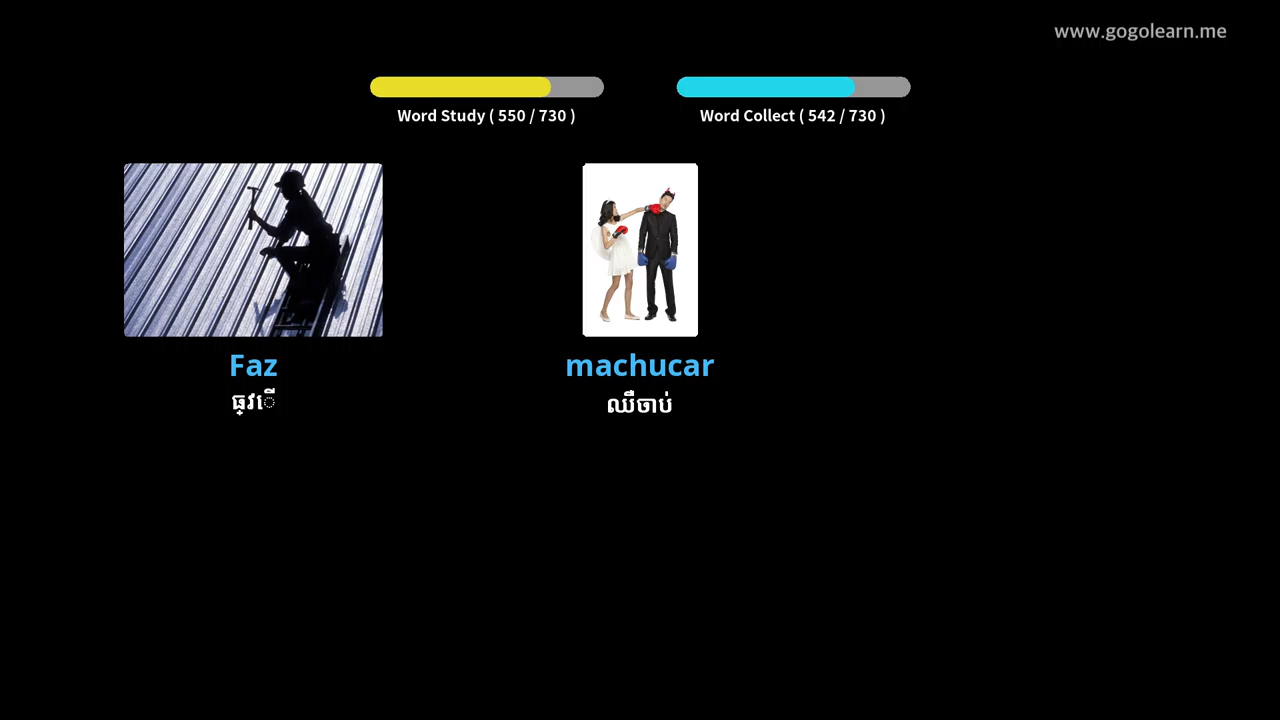 www.gogolearn.me
Word Study ( 550 / 730 )
Word Collect ( 542 / 730 )
Faz
machucar
ធ្វើ
ឈឺចាប់